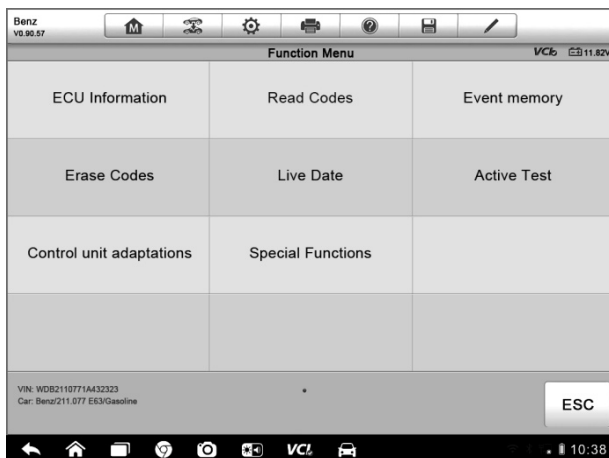 Benz
V0.90.57
M
Function Menu
VCI
11.82V
ECU Information
Read Codes
Event memory
Erase Codes
Live Date
Active Test
Control unit adaptations
Special Functions
VIN: WDB2110771A432323
Car: Benz/211.077 E63/Gasoline
ESC
VCI
10:38